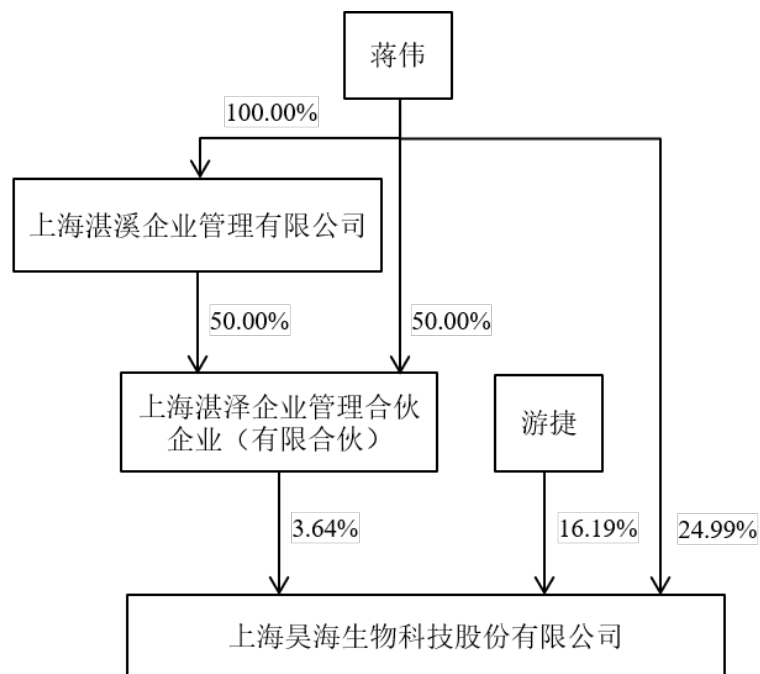 蒋伟
100.00%
上海湛溪企业管理有限公司
50.00%
50.00%
上海湛泽企业管理合伙
企业（有限合伙）
游捷
3.64%
16.19%
24.99%
上海昊海生物科技股份有限公司